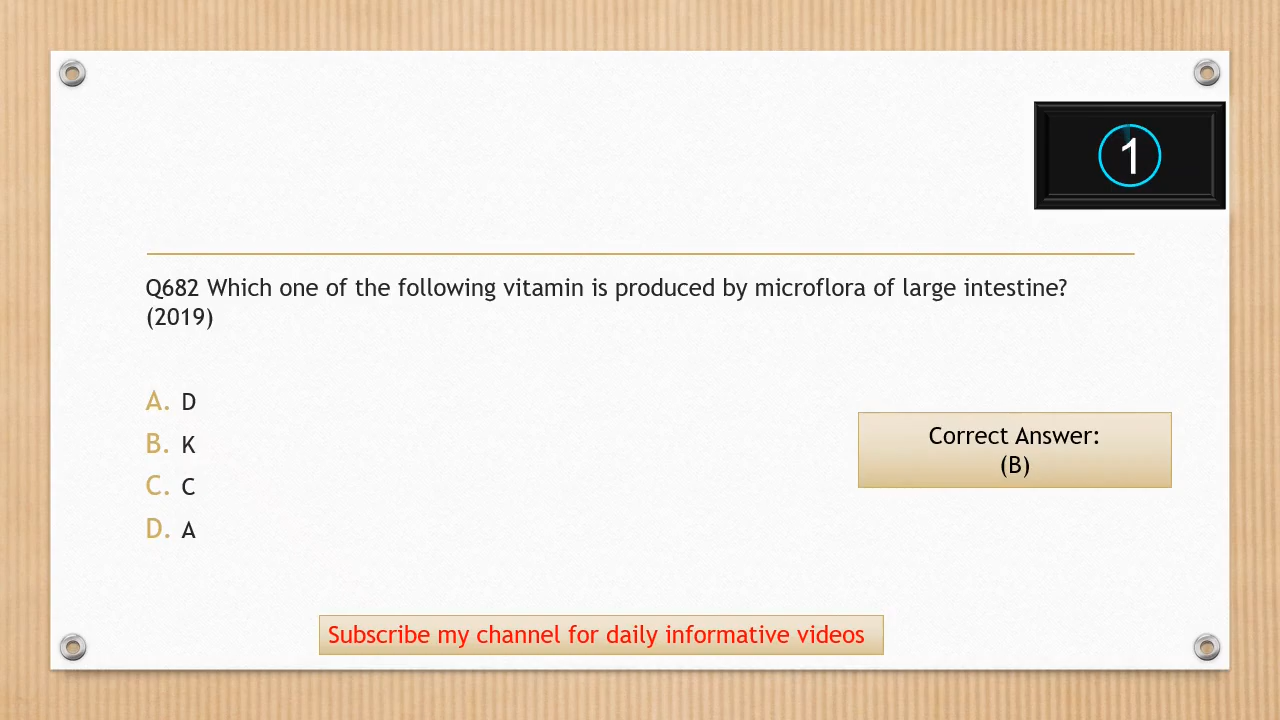 1
Q682 Which one of the following vitamin is produced by microflora of large intestine?
(2019)
A. D
B. K
C. C
D. A
Correct Answer:
(B)
Subscribe my channel for daily informative videos